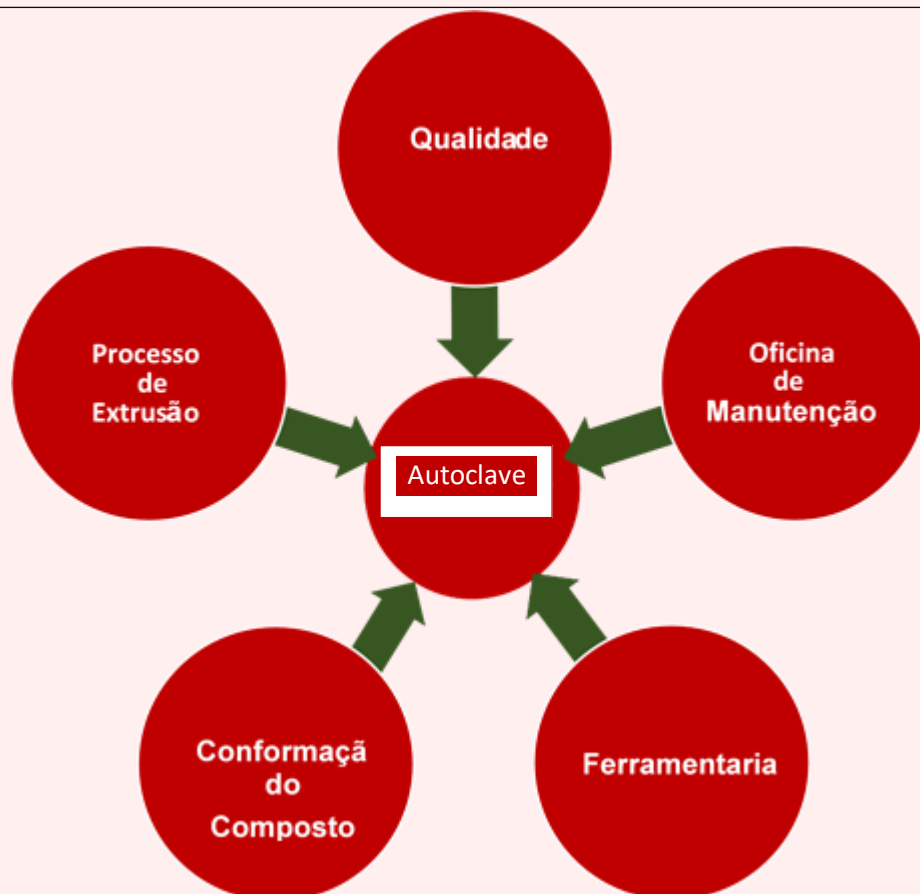 Qualidade
Processo
de
Extrusão
Oficina
de
Manutenção
Autoclave
Conformaçã
do
Composto
Ferramentaria